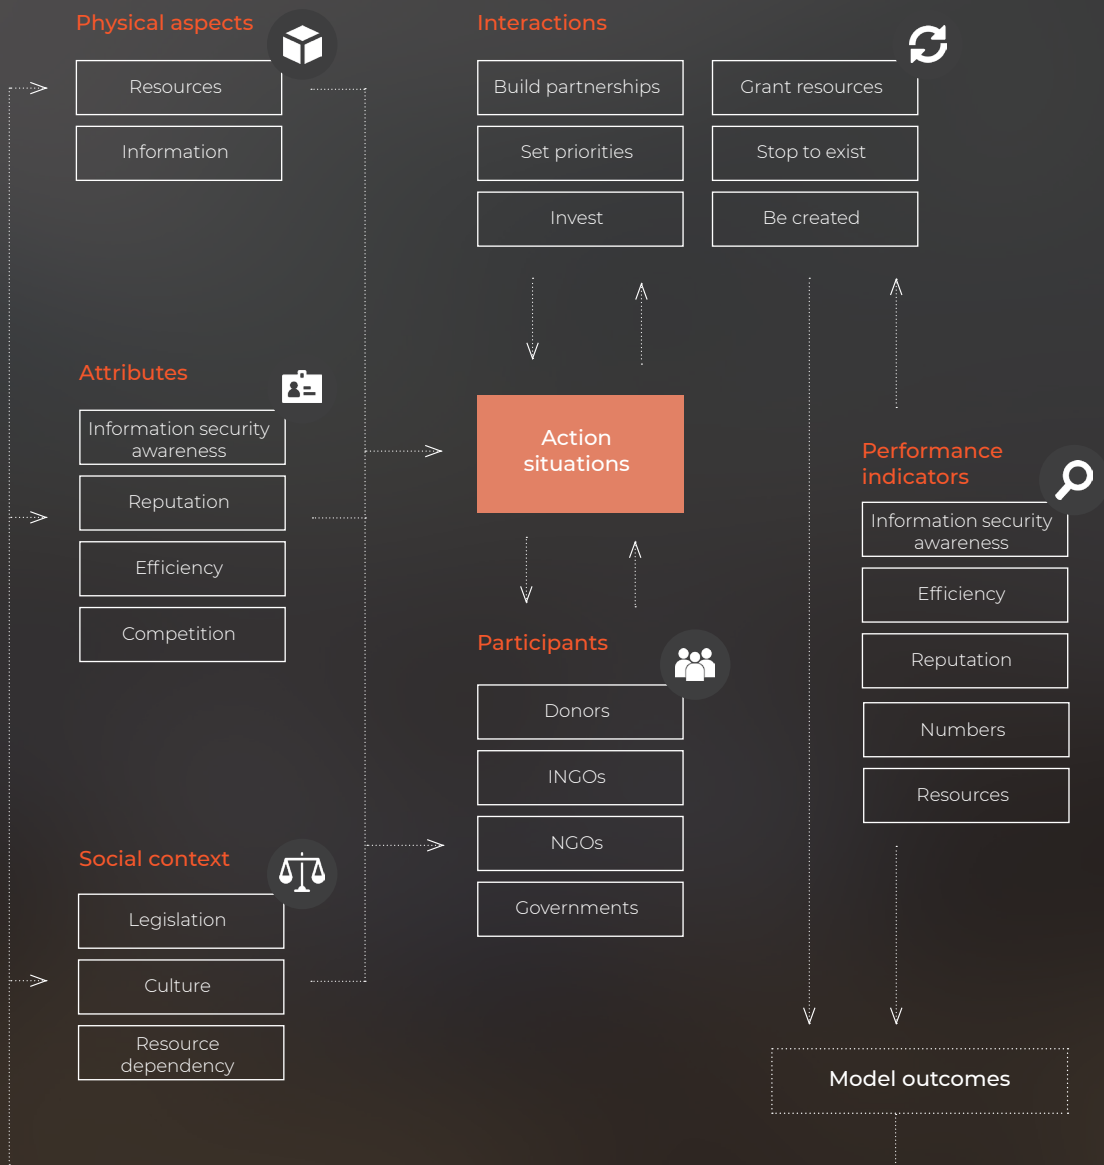 Physical aspects
Resources
Information
Interactions
Build partnerships
Set priorities
Invest
Grant resources
Stop to exist
Be created
Attributes
Information security
awareness
Reputation
Efficiency
Competition
Action
situations
Performance
indicators
Information security
awareness
Efficiency
Reputation
Numbers
Resources
Participants
Donors
INGOs
NGOs
Governments
Social context
Legislation
Culture
Resource
dependency
Model outcomes